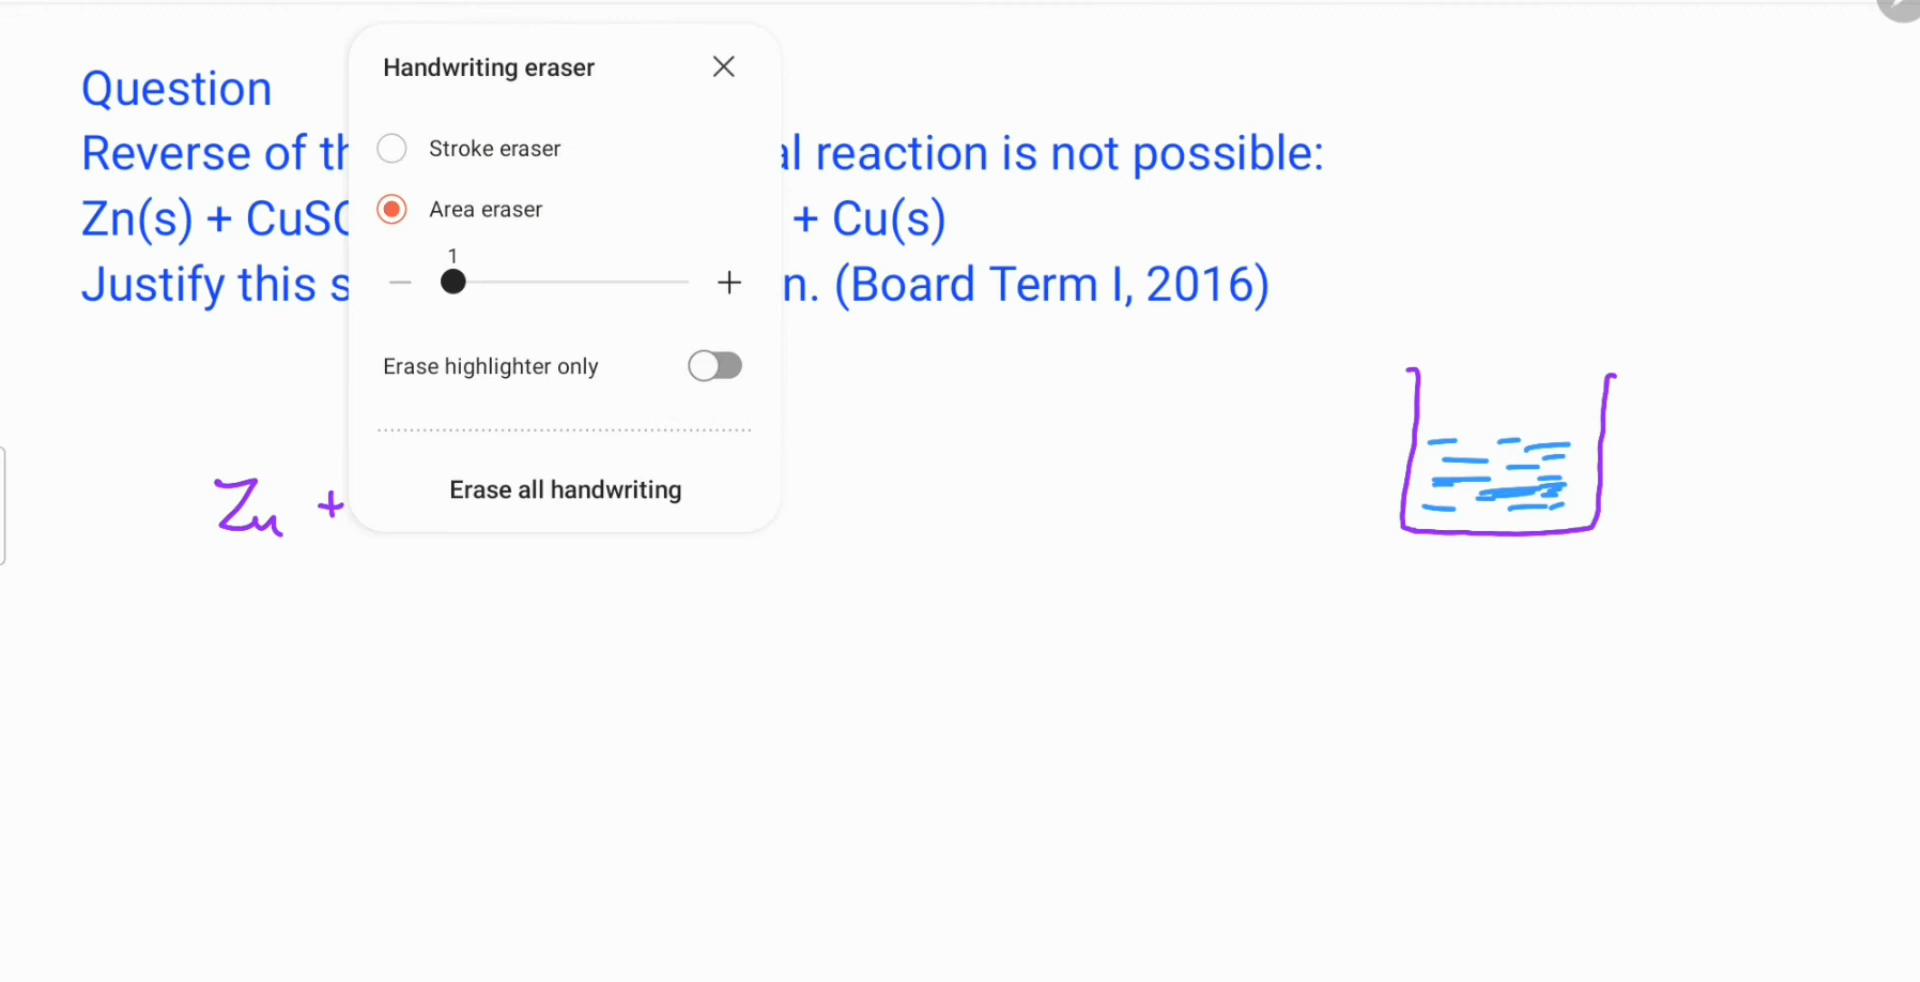 Question
Handwriting eraser
Reverse of th al reaction is not possible:
Stroke eraser
Zn(s) + CuSO + Cu(s)
Area eraser
1
Justify this s n. (Board Term I, 2016)
Erase highlighter only
Erase all handwriting
Zn +